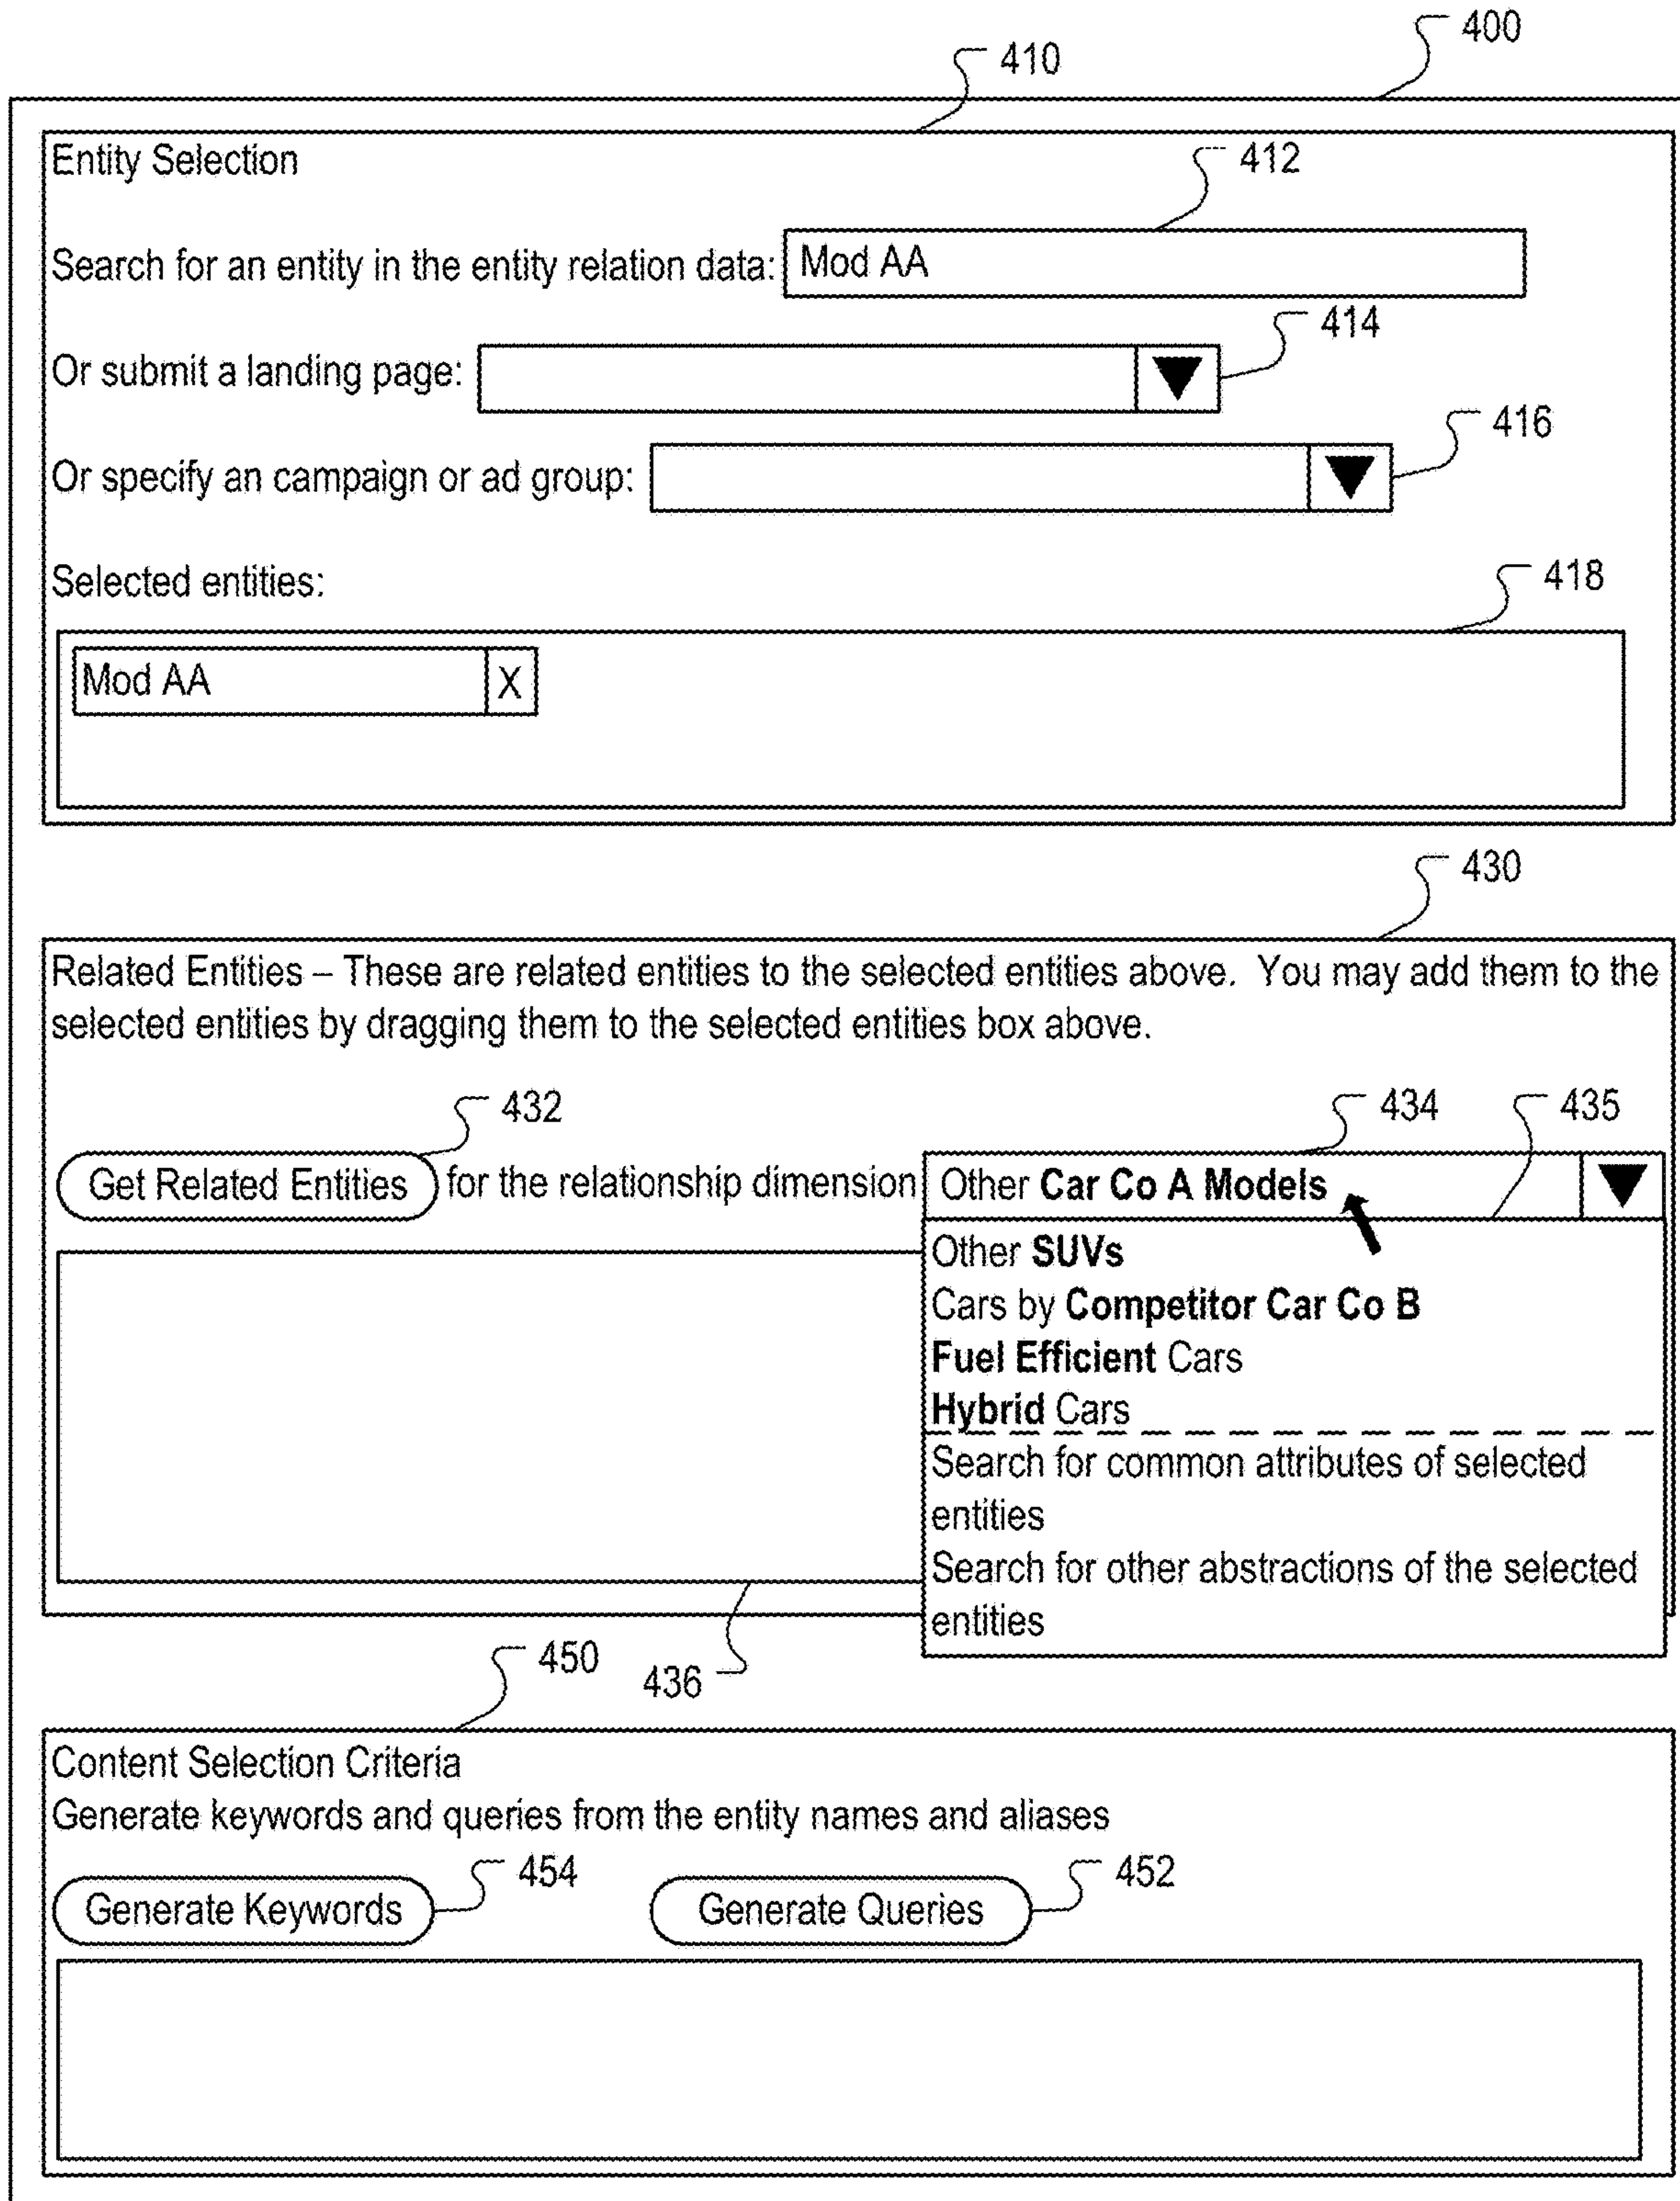 400
410
Entity Selection
412
Search for an entity in the entity relation data: Mod AA
414
Or submit a landing page:
416
Or specify an campaign or ad group:
Selected entities:
418
Mod AA X
430
Related Entities – These are related entities to the selected entities above. You may add them to the
selected entities by dragging them to the selected entities box above.
432 434 435
Get Related Entities for the relationship dimension Other Car Co A Models
Other SUVs
Cars by Competitor Car Co B
Fuel Efficient Cars
Hybrid Cars
Search for common attributes of selected
entities
Search for other abstractions of the selected
entities
450
436
Content Selection Criteria
Generate keywords and queries from the entity names and aliases
454 452
Generate Keywords Generate Queries